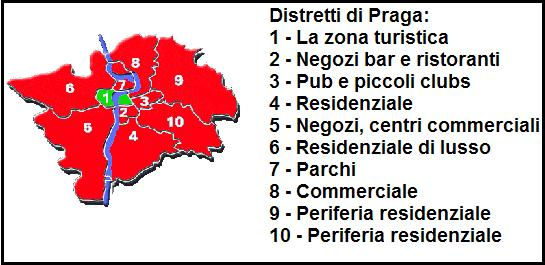 Distretti di Praga:
1 - La zona turistica
2 - Negozi bar e ristoranti
3 - Pub e piccoli clubs
4 - Residenziale
5 - Negozi, centri commerciali
6 - Residenziale di lusso
7 - Parchi
8 - Commerciale
9 - Periferia residenziale
10 - Periferia residenziale
8
9
6
7
1
3
2
10
5
4